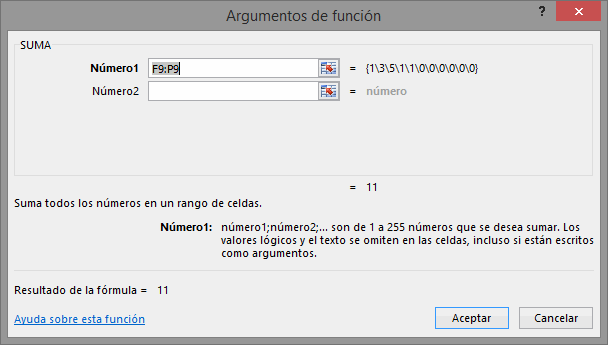 Argumentos de función
?
SUMA
Número1 F9:P9 = {1\3\5\1\1\0\0\0\0\0\0}
Número2 = número
= 11
Suma todos los números en un rango de celdas.
Número1: número1;número2;... son de 1 a 255 números que se desea sumar. Los
valores lógicos y el texto se omiten en las celdas, incluso si están escritos
como argumentos.
Resultado de la fórmula = 11
Ayuda sobre esta función
Aceptar
Cancelar